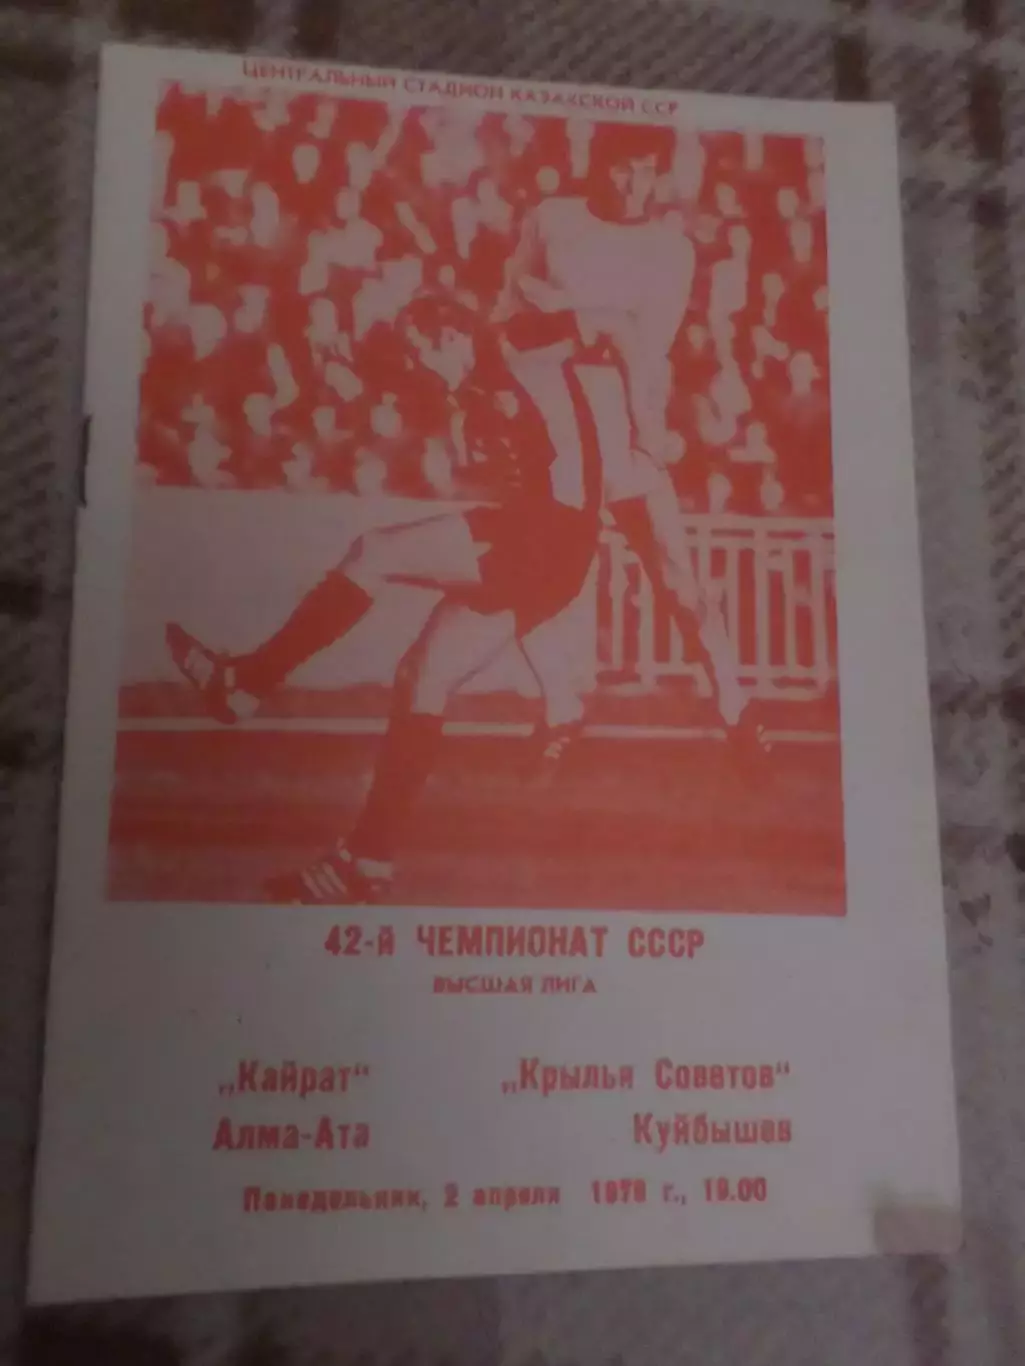 ЦЕНТРАЛЬНЫЙ СТАДИОН КАЗАХСКОЙ ССР
42-й ЧЕМПИОНАТ СССР
ВЫСШАЯ ЛИГА
„Кайрат“ „Крылья Советов“
Алма-Ата Куйбышев
Понедельник, 2 апреля 1979 г., 19.00